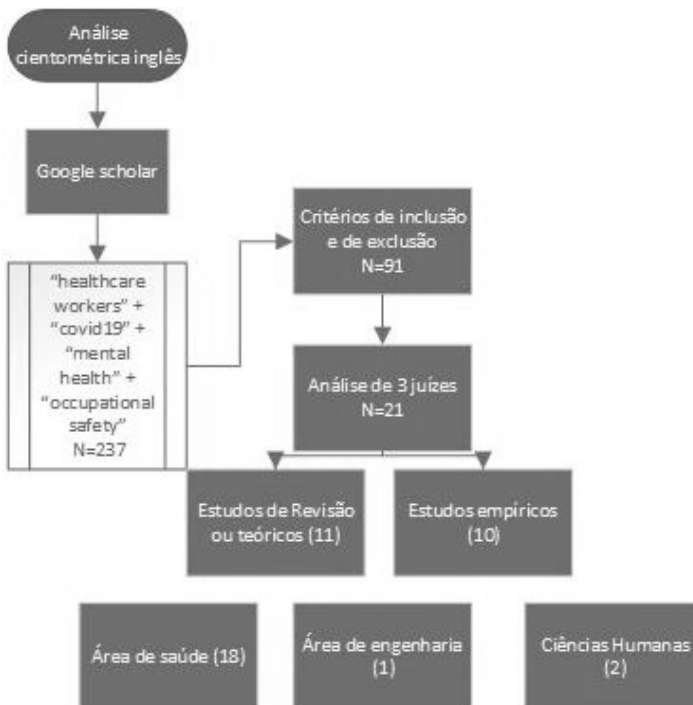 Análise
cientométrica inglês
Google scholar
“healthcare
workers” +
“covid19” +
“mental
health” +
“occupational
safety”
N=237
Critérios de inclusão
e de exclusão
N=91
Análise de 3 juízes
N=21
Estudos de Revisão
ou teóricos (11)
Estudos empíricos
(10)
Área de saúde (18)
Área de engenharia
(1)
Ciências Humanas
(2)